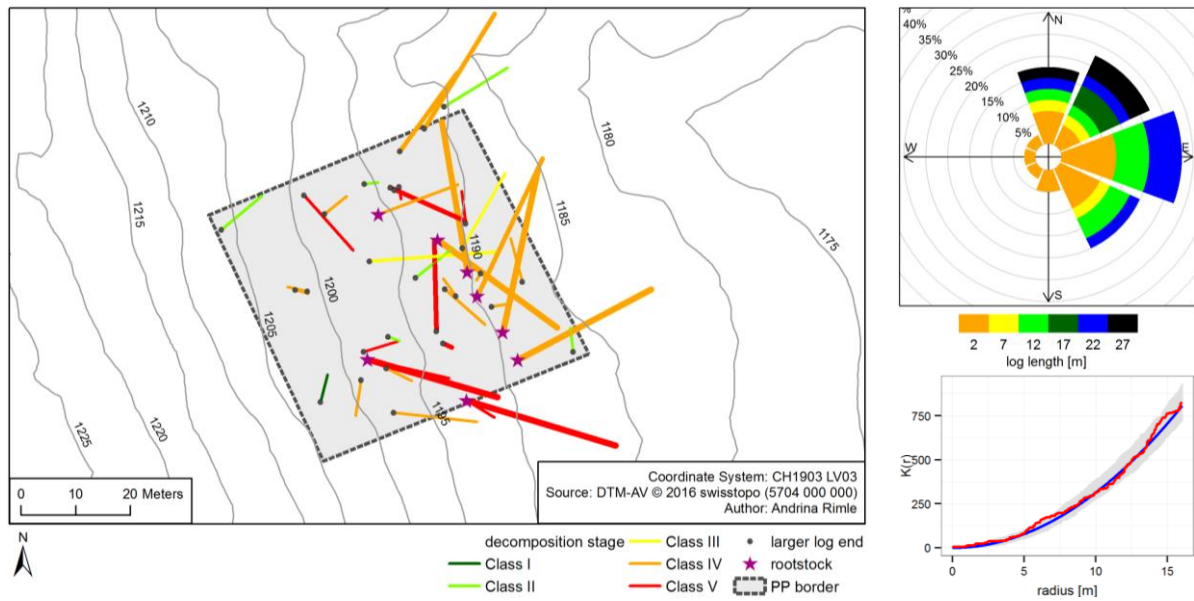 1210
1215
1180
1185
1175
1190
1200
1205
1195
1220
1225
0 10 20 Meters
Coordinate System: CH1903 LV03
Source: DTM-AV © 2016 swisstopo (5704 000 000)
Author: Andrina Rimle
N
decomposition stage
Class I
Class II
Class III
Class IV
Class V
larger log end
rootstock
PP border
40%
35%
30%
25%
20%
15%
10%
5%
N
W
E
S
2 7 12 17 22 27
log length [m]
K(r)
750
500
250
0
0 5 10 15
radius [m]